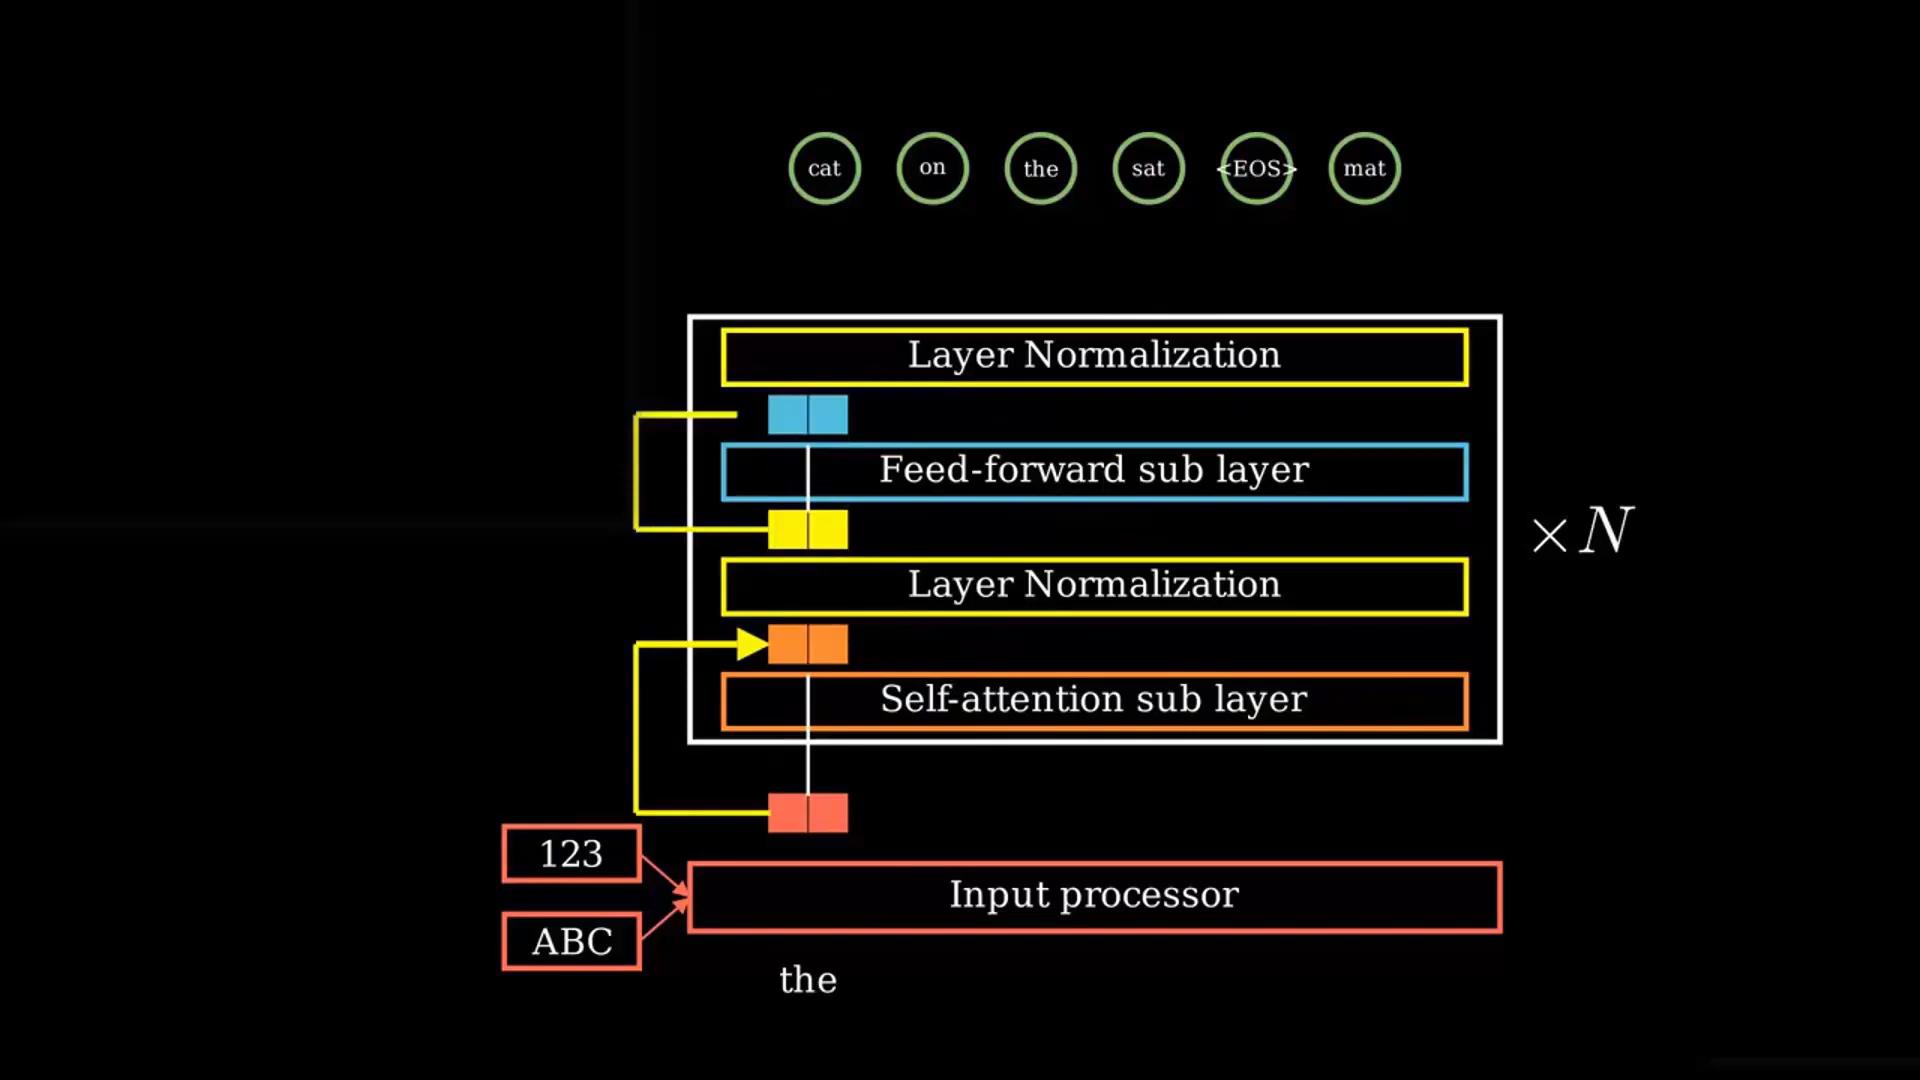 cat on the sat <EOS> mat
Layer Normalization
Feed-forward sub layer
×N
Layer Normalization
Self-attention sub layer
123
Input processor
ABC
the